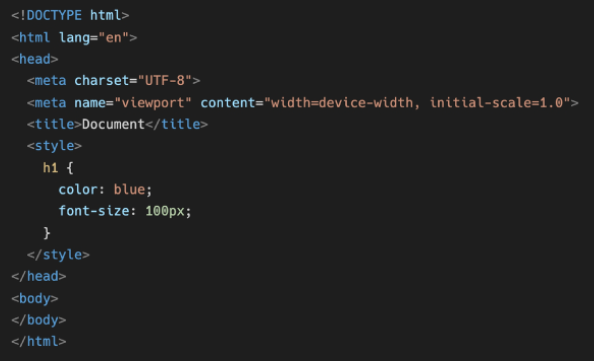 <!DOCTYPE html>
<html lang="en">
<head>
  <meta charset="UTF-8">
  <meta name="viewport" content="width=device-width, initial-scale=1.0">
  <title>Document</title>
  <style>
    h1 {
      color: blue;
      font-size: 100px;
    }
  </style>
</head>
<body>
</body>
</html>